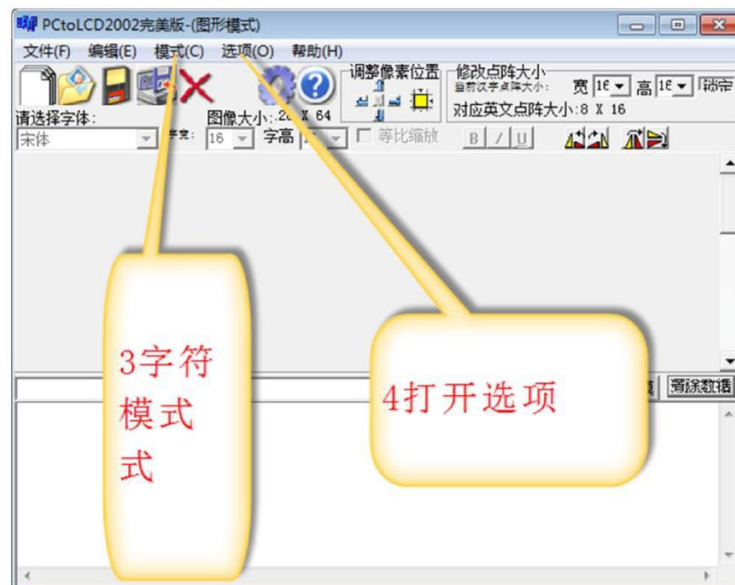 PCtoLCD2002完美版-(图形模式)
文件(F) 编辑(E) 模式(C) 选项(O) 帮助(H)
调整像素位置
修改点阵大小
当前汉字点阵大小: 宽 16 高 16 锁定
对应英文点阵大小:8 X 16
请选择字体: 图像大小: X 64
宋体 字宽: 16 字高 等比缩放 B / U
3字符
模式
式
4打开选项
清除数据